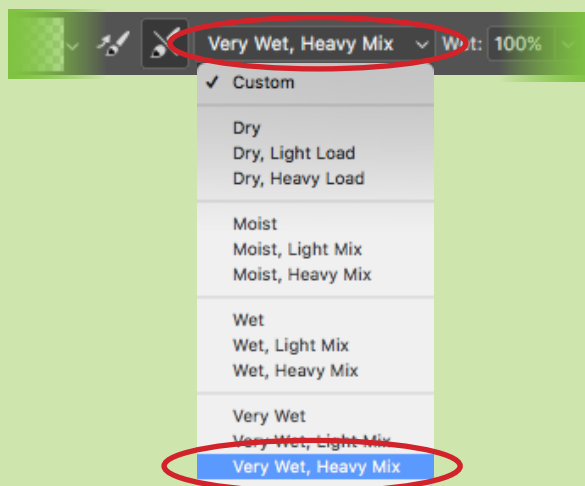 Very Wet, Heavy Mix Wet: 100%
✓ Custom
Dry
Dry, Light Load
Dry, Heavy Load
Moist
Moist, Light Mix
Moist, Heavy Mix
Wet
Wet, Light Mix
Wet, Heavy Mix
Very Wet
Very Wet, Light Mix
Very Wet, Heavy Mix